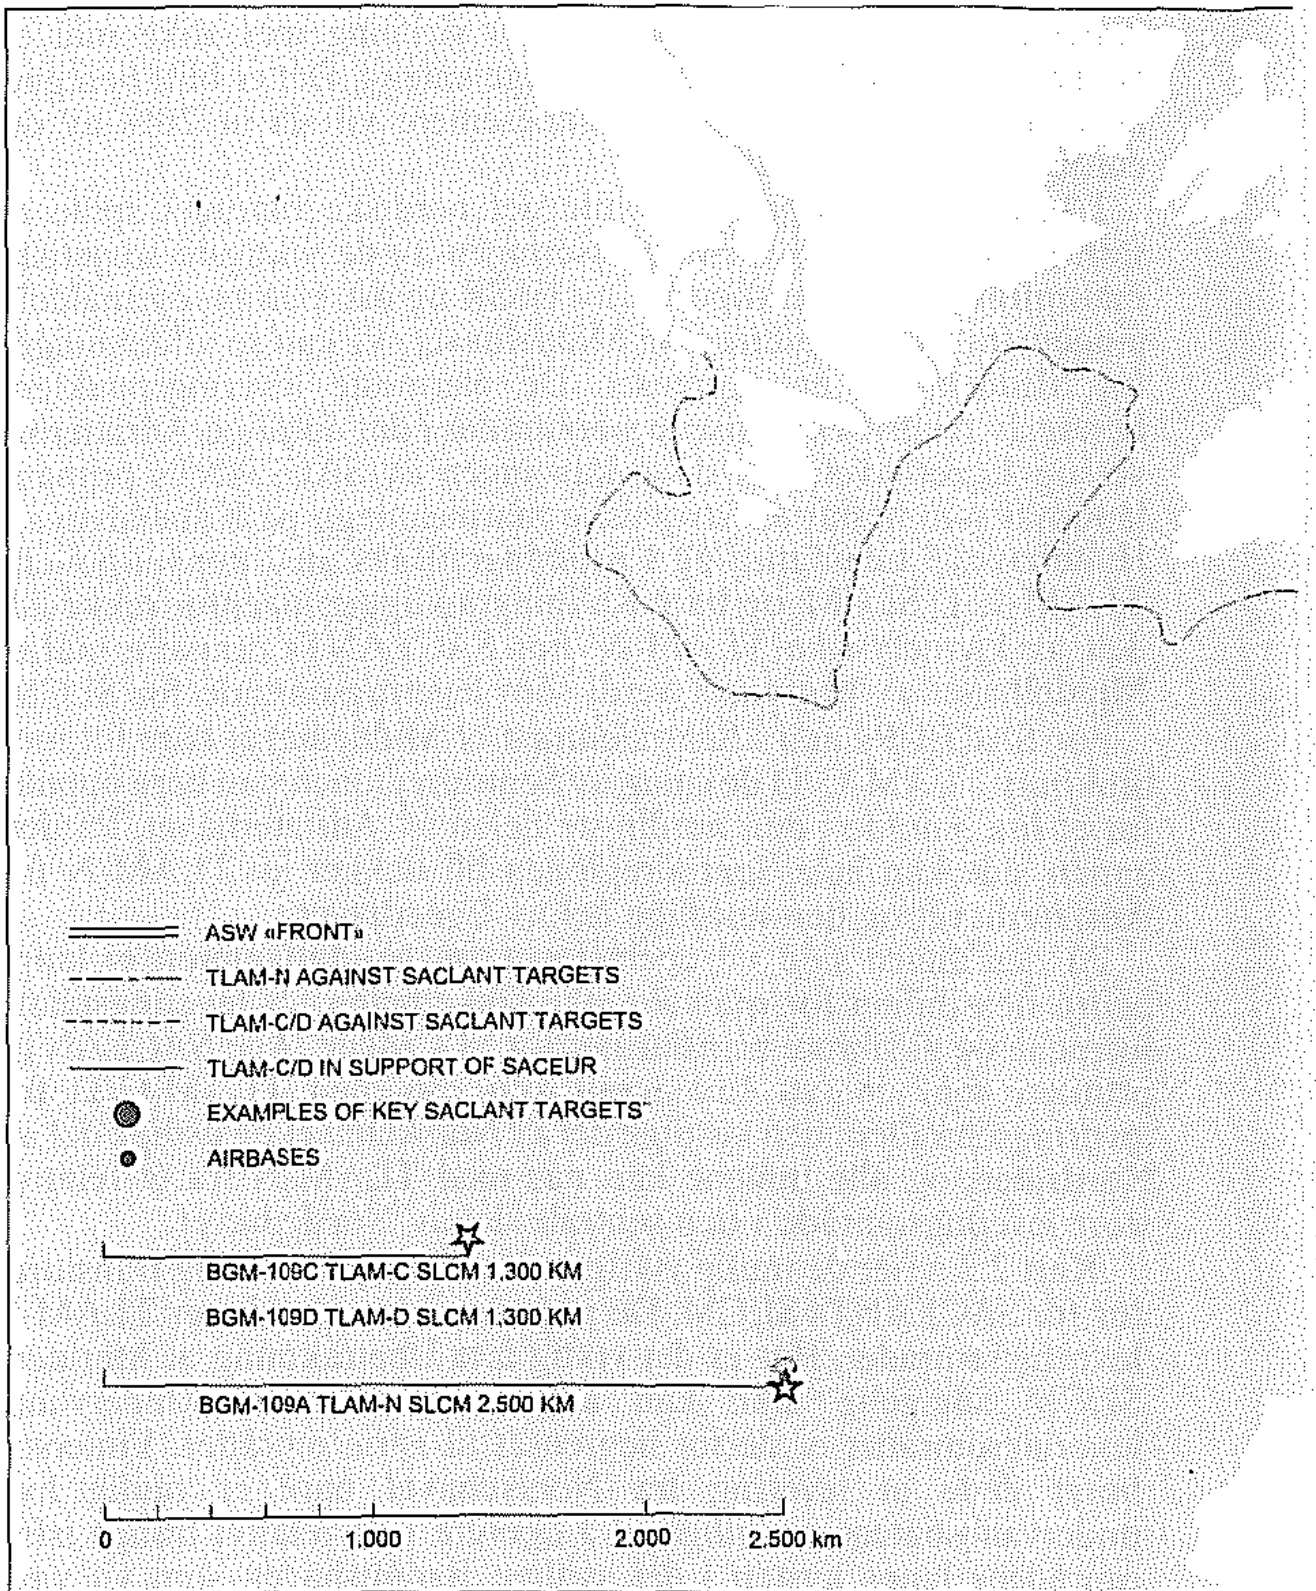 ASW «FRONT»
TLAM-N AGAINST SACLANT TARGETS
TLAM-C/D AGAINST SACLANT TARGETS
TLAM-C/D IN SUPPORT OF SACEUR
EXAMPLES OF KEY SACLANT TARGETS
AIRBASES
BGM-109C TLAM-C SLCM 1.300 KM
BGM-109D TLAM-D SLCM 1.300 KM
BGM-109A TLAM-N SLCM 2.500 KM
0 1.000 2.000 2.500 km